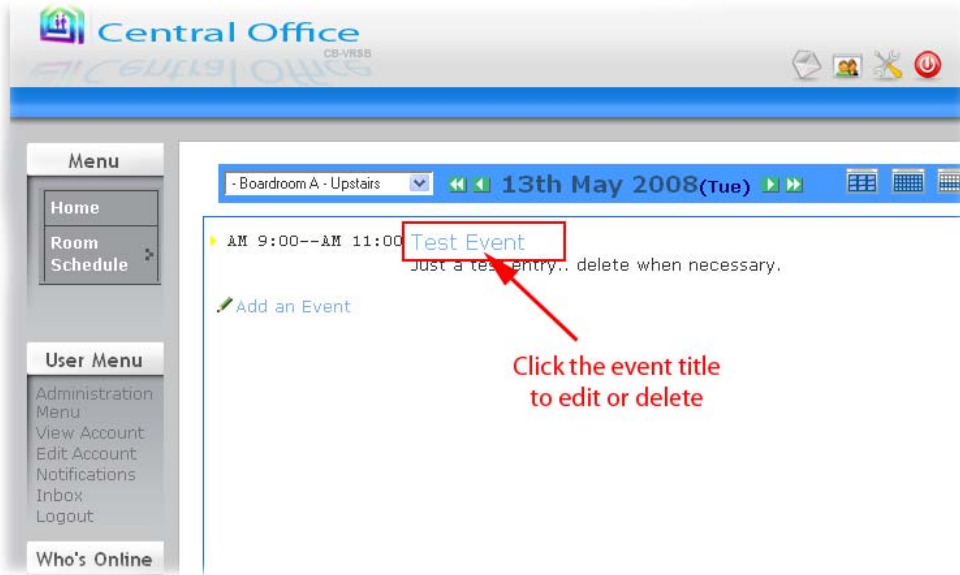 Central Office
CB-VRSB
Menu
Home
Room
Schedule
- Boardroom A - Upstairs
13th May 2008(Tue)
AM 9:00--AM 11:00 Test Event
Just a test entry.. delete when necessary.
Add an Event
Click the event title
to edit or delete
User Menu
Administration
Menu
View Account
Edit Account
Notifications
Inbox
Logout
Who's Online